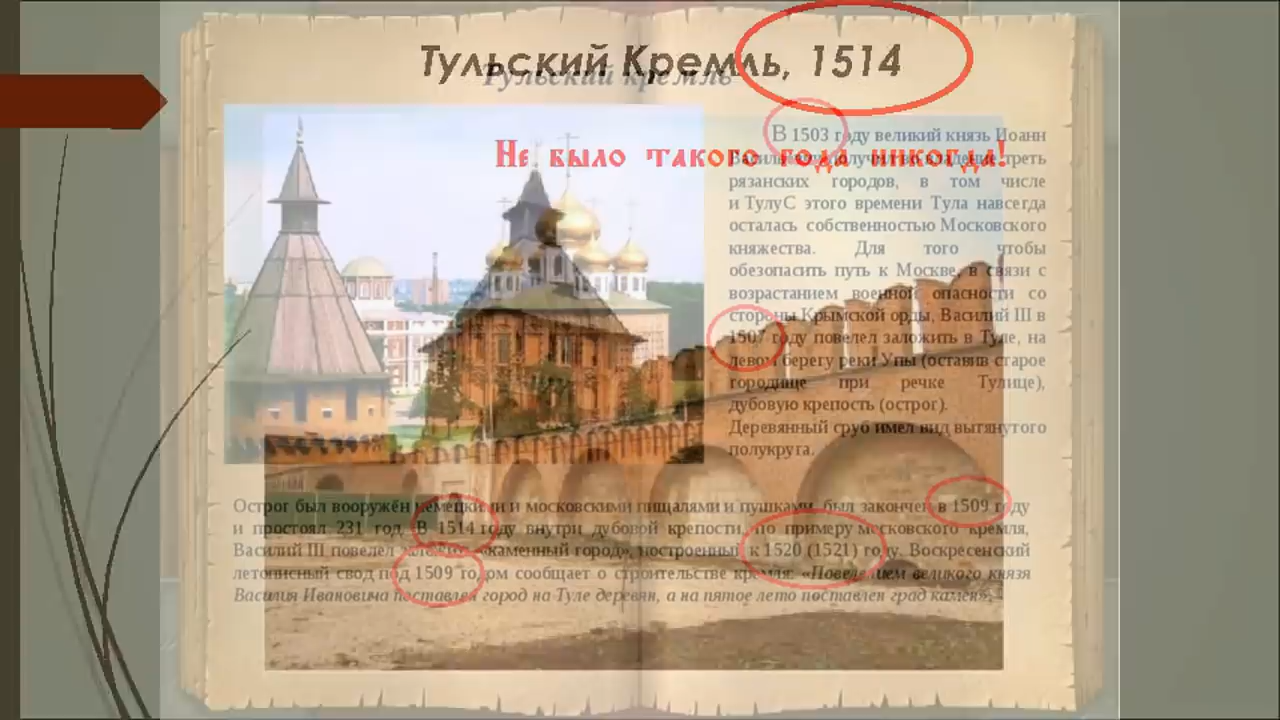 Тульский Кремль, 1514
Тульский кремль
В 1503 году великий князь Иоанн
Не было такого года никогда!
рязанских городов, в том числе
и ТулуС этого времени Тула навсегда
осталась собственностью Московского
княжества. Для того чтобы
обезопасить путь к Москве, в связи с
возрастанием военной опасности со
стороны Крымской орды, Василий III в
1507 году повелел заложить в Туле, на
левом берегу реки Упы (оставив старое
городище при речке Тулице),
дубовую крепость (острог).
Деревянный сруб имел вид вытянутого
полукруга.
Острог был вооружён немецкими и московскими пищалями и пушками, был закончен в 1509 году
и простоял 231 год. В 1514 году внутри дубовой крепости, по примеру московского кремля,
Василий III повелел «каменный город», построенный к 1520 (1521) году. Воскресенский
летописный свод под 1509 годом сообщает о строительстве кремля: «Повелением великого князя
Василия Ивановича поставлен город на Туле деревян, а на пятое лето поставлен град камен».